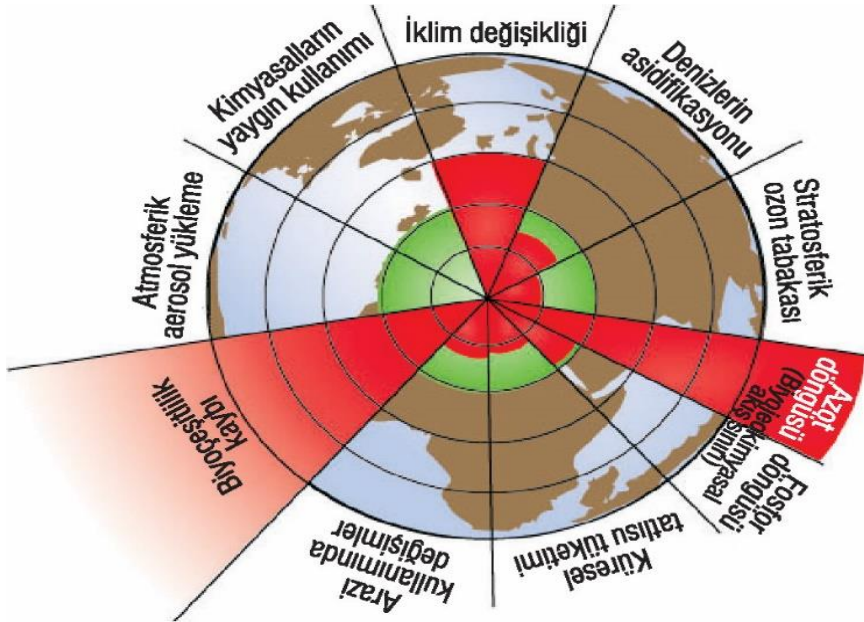 İklim değişikliği
Denizlerin
asidifikasyonu
Stratosferik
ozon tabakası
Azot
döngüsü
(Biyojeokimyasal
akış sınırı)
Fosfor
döngüsü
Küresel
tatlısu tüketimi
Arazi
kullanımında
değişimler
Biyoçeşitlilik
kaybı
Atmosferik
aerosol yükleme
Kimyasalların
yaygın kullanımı